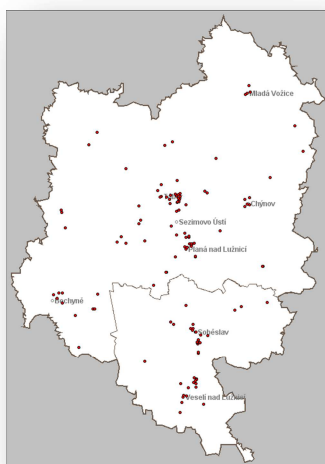 Mladá Vožice
Chýnov
Sezimovo Ústí
Planá nad Lužnicí
Bechyně
Soběslav
Veselí nad Lužnicí